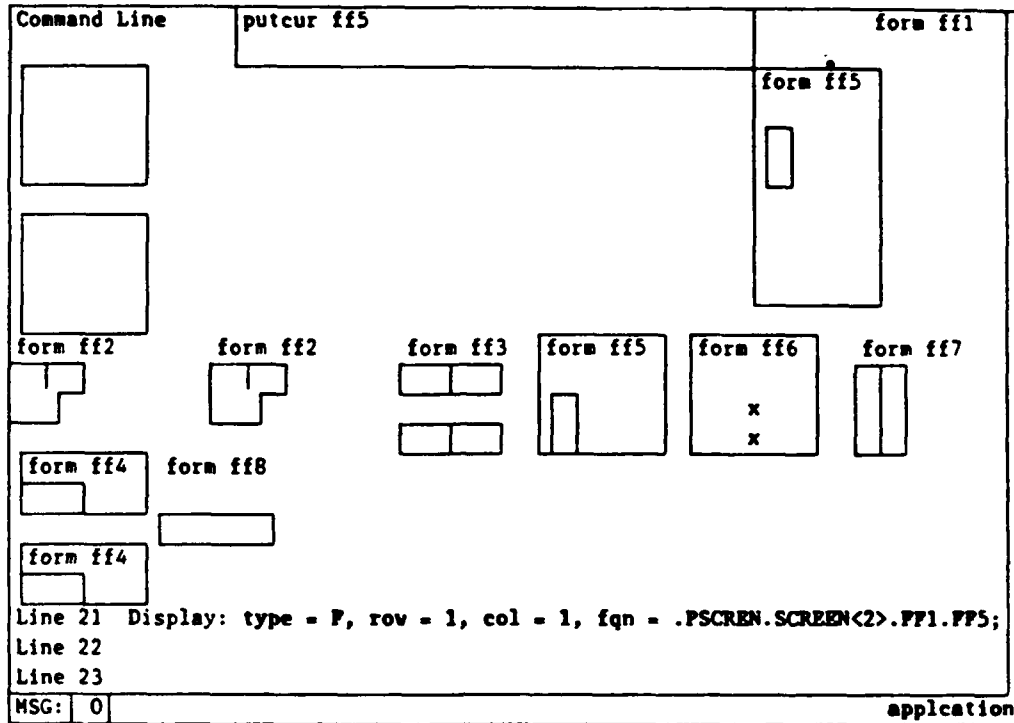 Command Line putcur ff5 form ff1
form ff5
form ff2 form ff2 form ff3 form ff5 form ff6 form ff7
x
x
form ff4 form ff8
form ff4
Line 21 Display: type = F, row = 1, col = 1, fqn = .PSCREN.SCREEN<2>.FF1.FF5;
Line 22
Line 23
MSG: 0 applcation